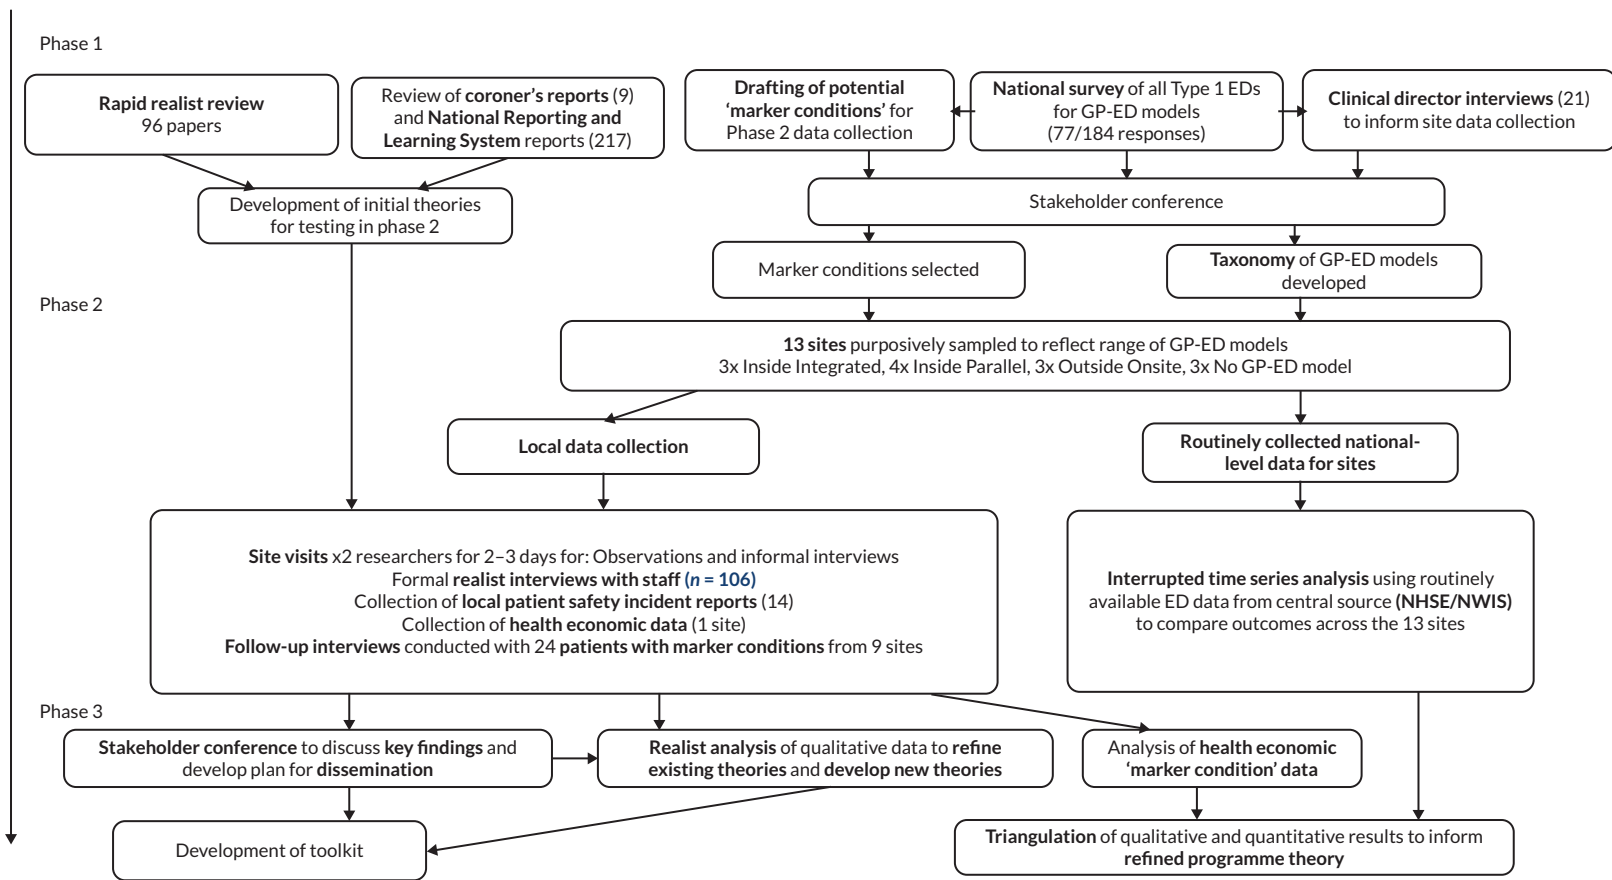 Phase 1
Rapid realist review
96 papers
Review of coroner's reports (9)
and National Reporting and
Learning System reports (217)
Drafting of potential
'marker conditions' for
Phase 2 data collection
National survey of all Type 1 EDs
for GP-ED models
(77/184 responses)
Clinical director interviews (21)
to inform site data collection
Development of initial theories
for testing in phase 2
Stakeholder conference
Marker conditions selected
Taxonomy of GP-ED models
developed
Phase 2
13 sites purposively sampled to reflect range of GP-ED models
3x Inside Integrated, 4x Inside Parallel, 3x Outside Onsite, 3x No GP-ED model
Local data collection
Routinely collected national-
level data for sites
Site visits x2 researchers for 2–3 days for: Observations and informal interviews
Formal realist interviews with staff (n = 106)
Collection of local patient safety incident reports (14)
Collection of health economic data (1 site)
Follow-up interviews conducted with 24 patients with marker conditions from 9 sites
Interrupted time series analysis using routinely
available ED data from central source (NHSE/NWIS)
to compare outcomes across the 13 sites
Phase 3
Stakeholder conference to discuss key findings and
develop plan for dissemination
Realist analysis of qualitative data to refine
existing theories and develop new theories
Analysis of health economic
'marker condition' data
Development of toolkit
Triangulation of qualitative and quantitative results to inform
refined programme theory